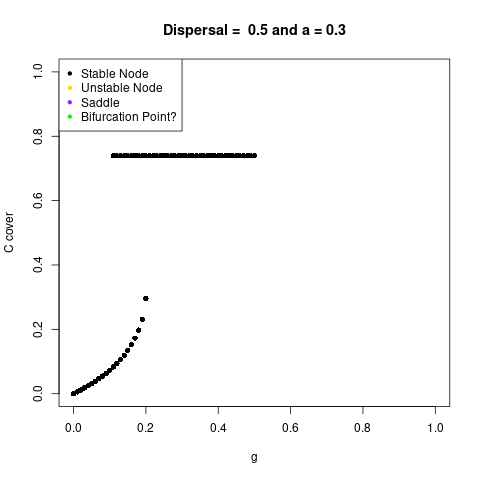 Dispersal =  0.5 and a = 0.3
Stable Node
Unstable Node
Saddle
Bifurcation Point?
C cover
1.0
0.8
0.6
0.4
0.2
0.0
0.0 0.2 0.4 0.6 0.8 1.0
g